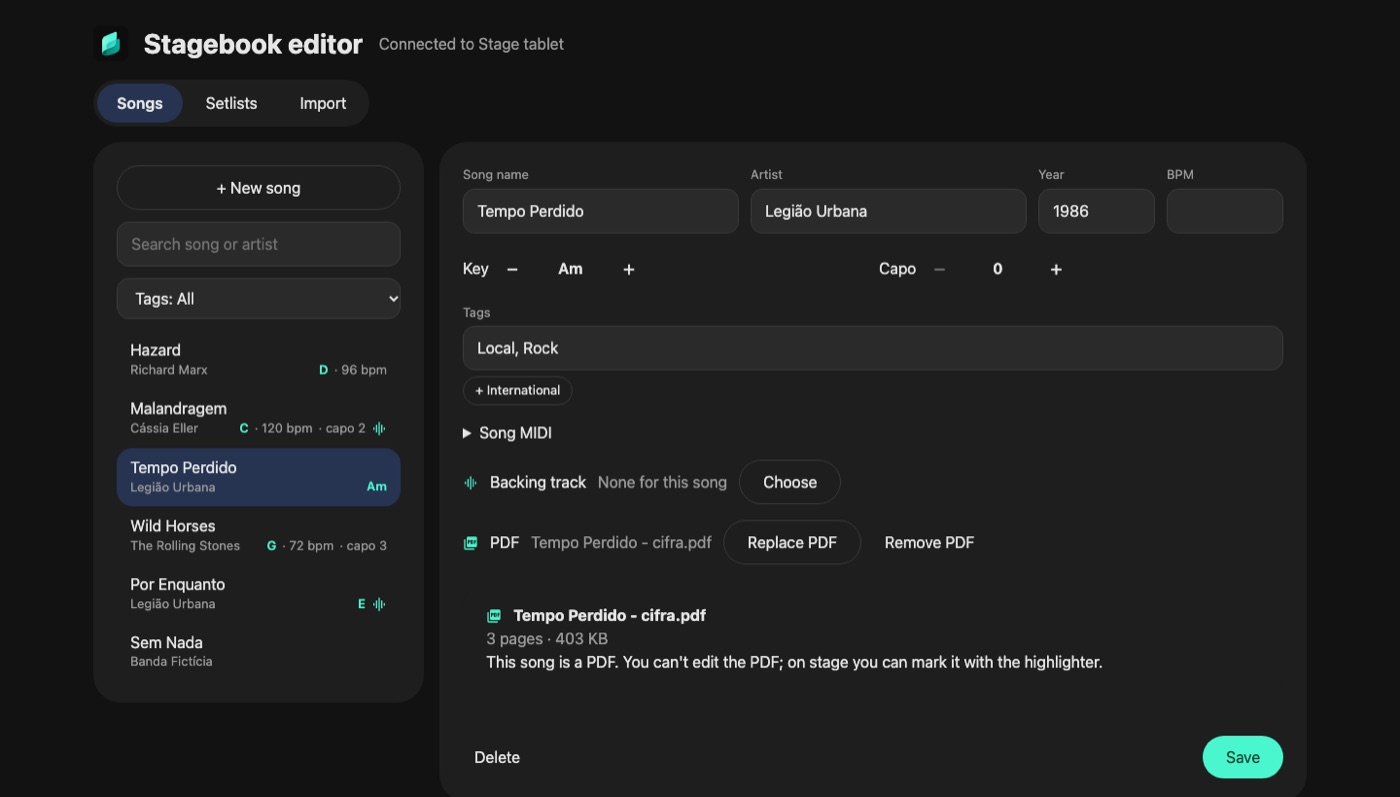 Stagebook editor Connected to Stage tablet
Songs Setlists Import
+ New song
Search song or artist
Tags: All
Hazard
Richard Marx D · 96 bpm
Malandragem
Cássia Eller C · 120 bpm · capo 2
Tempo Perdido
Legião Urbana Am
Wild Horses
The Rolling Stones G · 72 bpm · capo 3
Por Enquanto
Legião Urbana E
Sem Nada
Banda Fictícia
Song name Artist Year BPM
Tempo Perdido Legião Urbana 1986
Key − Am + Capo − 0 +
Tags
Local, Rock
+ International
Song MIDI
Backing track None for this song Choose
PDF PDF Tempo Perdido - cifra.pdf Replace PDF Remove PDF
PDF Tempo Perdido - cifra.pdf
3 pages · 403 KB
This song is a PDF. You can't edit the PDF; on stage you can mark it with the highlighter.
Delete Save